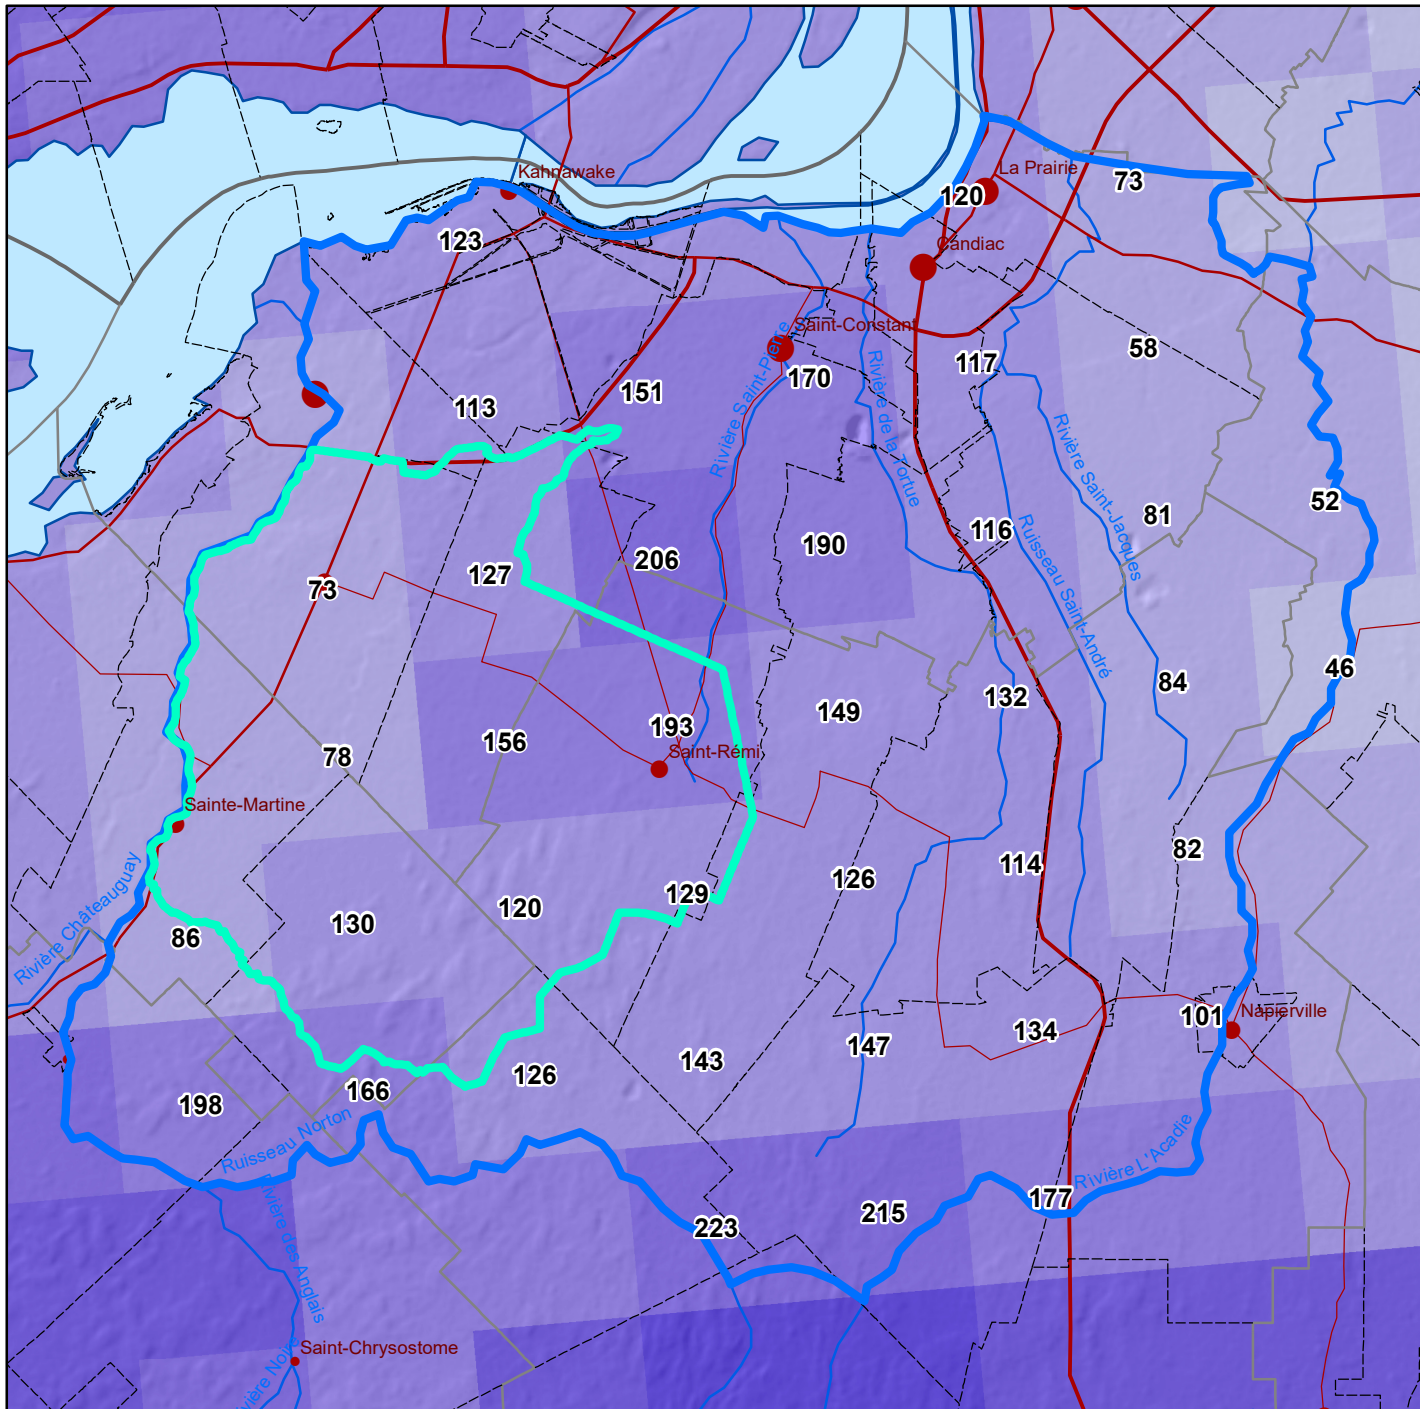 Kahnawake
La Prairie
73
120
123
Candiac
Saint-Constant
58
117
170
151
113
Rivière Saint-Pierre
Rivière de la Tortue
Rivière Saint-Jacques
Ruisseau Saint-André
52
81
116
190
206
127
73
46
84
132
149
193
156
78
Saint-Rémi
Sainte-Martine
82
114
126
129
120
130
86
Rivière Châteauguay
101
Napierville
134
147
143
126
166
198
Ruisseau Norton
Rivière des Anglais
Rivière L'Acadie
177
215
223
Saint-Chrysostome
Rivière Noire